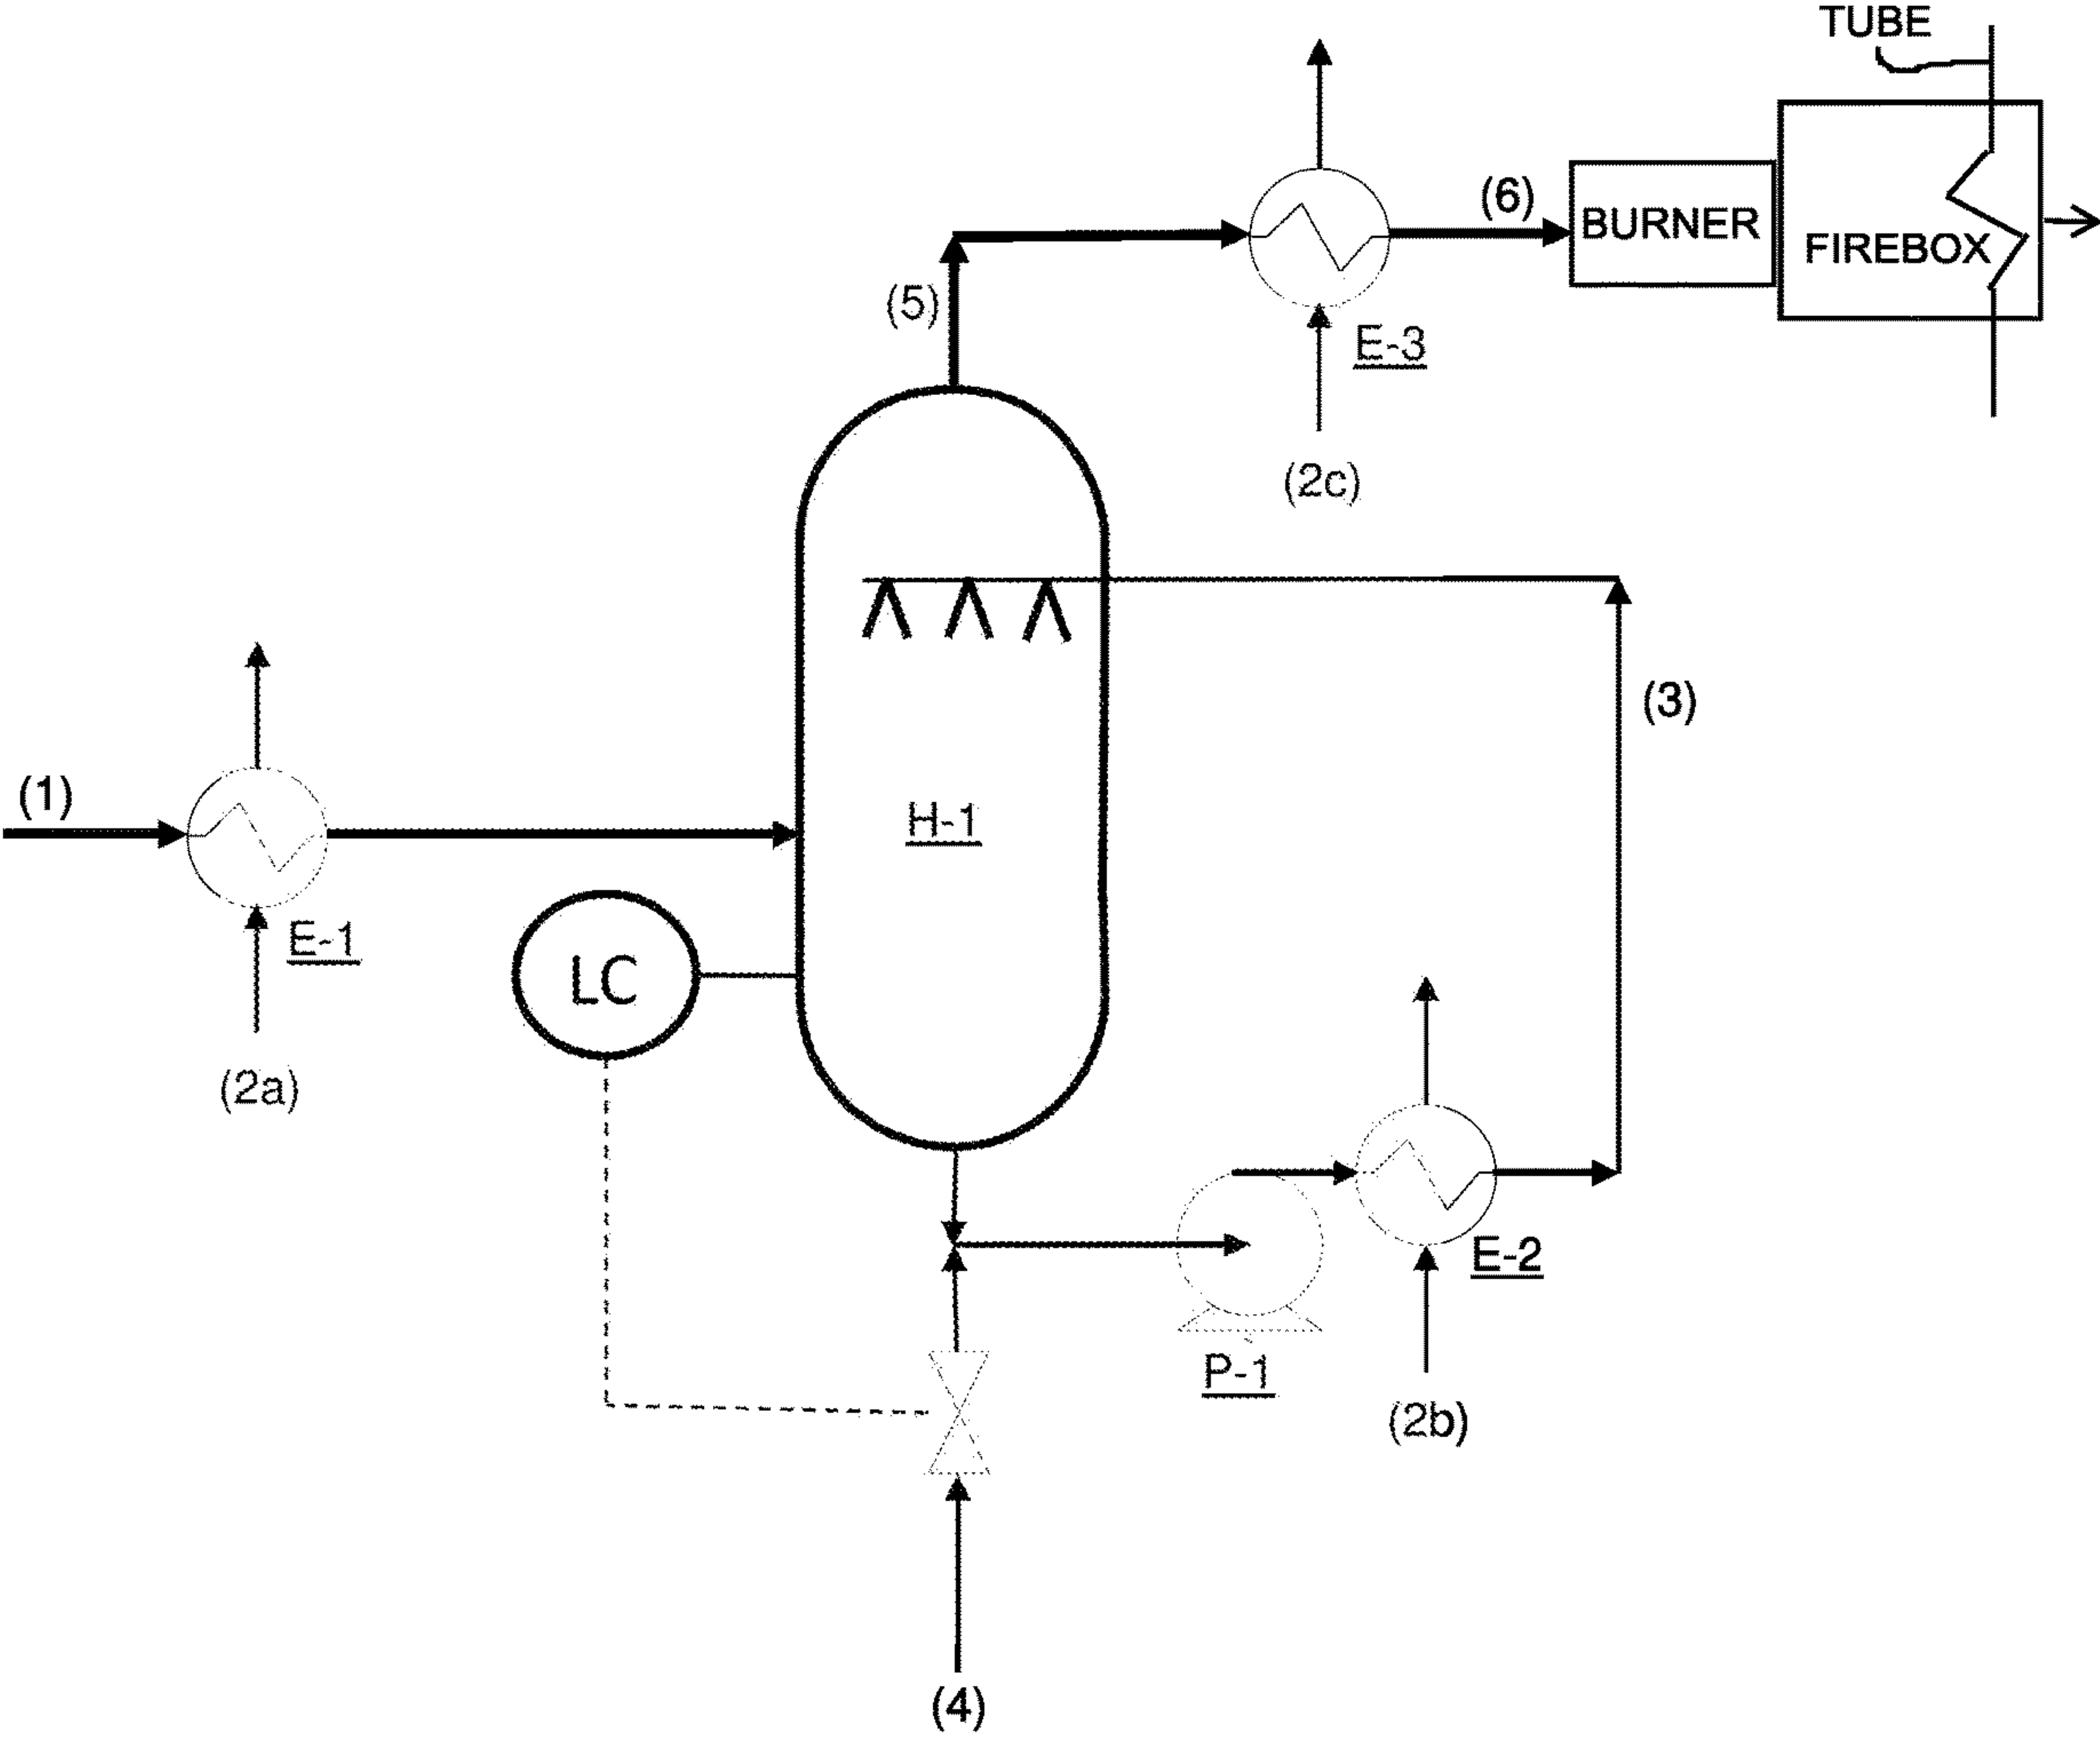 TUBE
(6)
BURNER
FIREBOX
(5)
E-3
(2c)
(3)
(1)
H-1
E-1
LC
(2a)
E-2
P-1
(2b)
(4)